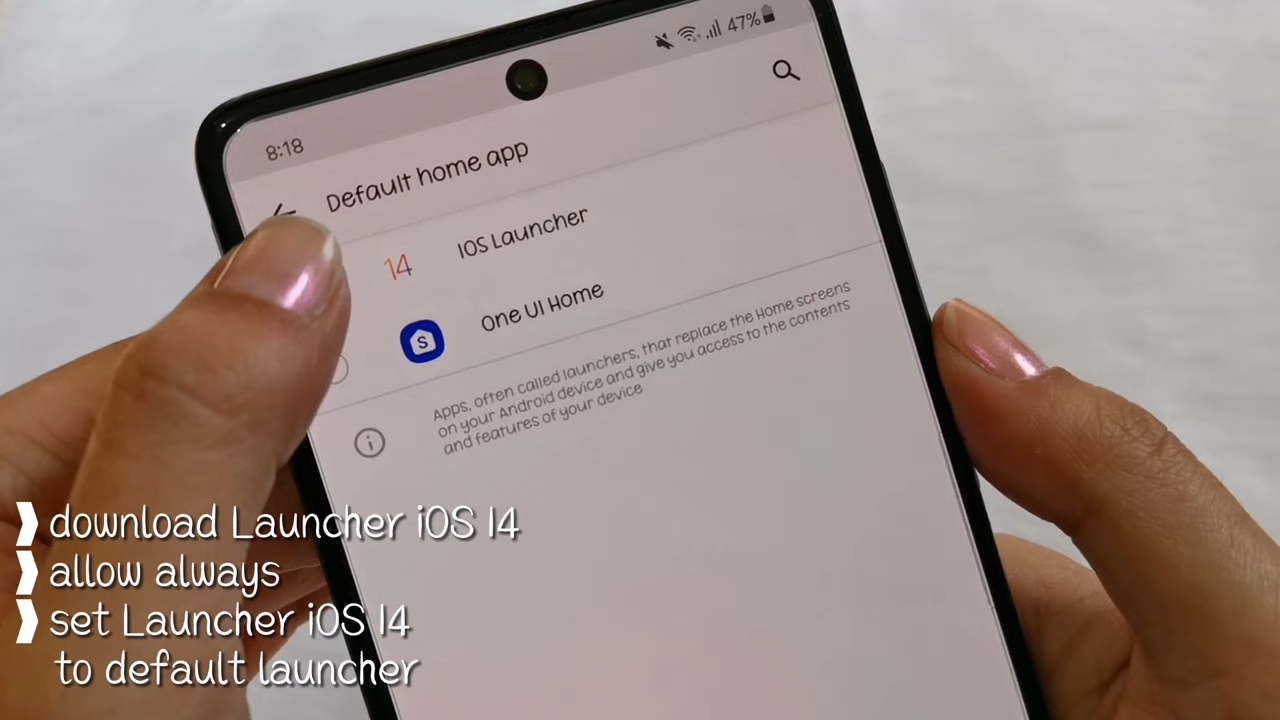 47%
8:18
Default home app
14
IOS Launcher
One UI Home
S
Apps, often called launchers, that replace the Home screens
on your Android device and give you access to the contents
and features of your device
download Launcher iOS 14
allow always
set Launcher iOS 14
to default launcher